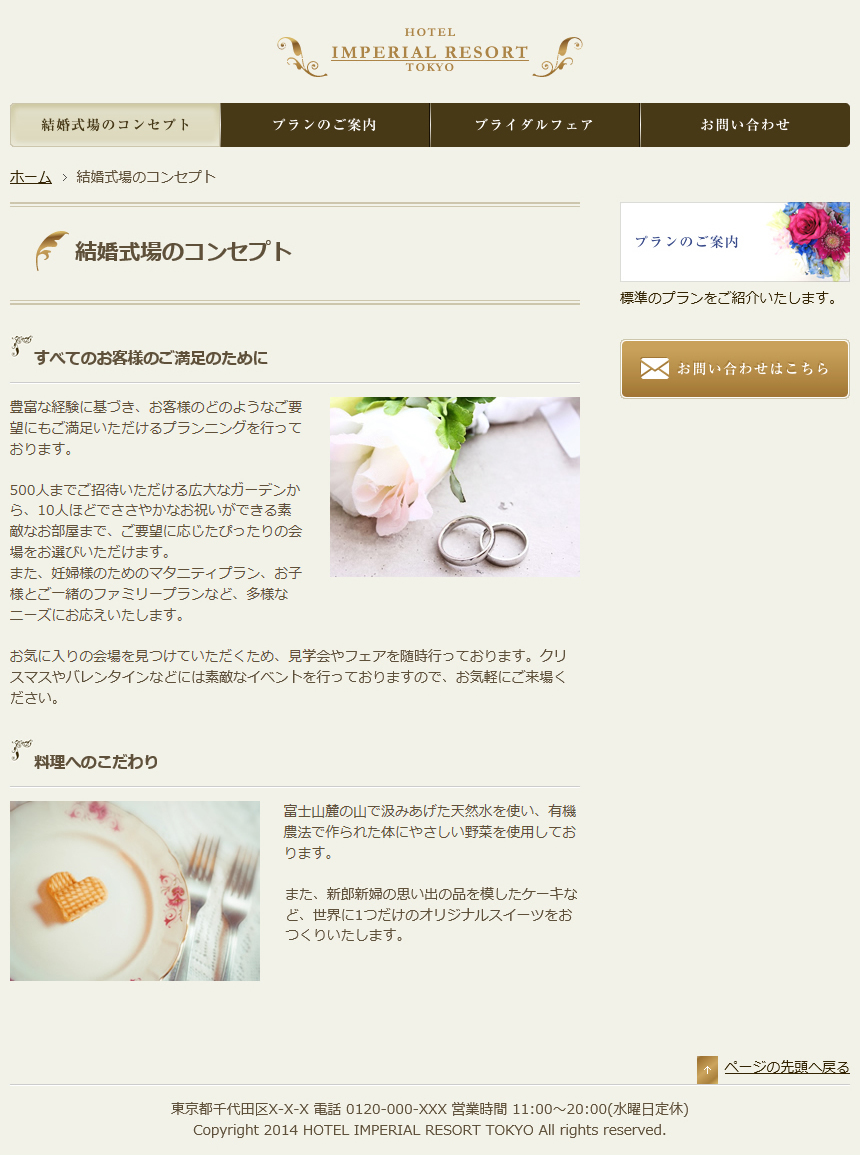 HOTEL
IMPERIAL RESORT
TOKYO
結婚式場のコンセプト
プランのご案内
ブライダルフェア
お問い合わせ
ホーム > 結婚式場のコンセプト
結婚式場のコンセプト
すべてのお客様のご満足のために
豊富な経験に基づき、お客様のどのようなご要
望にもご満足いただけるプランニングを行って
おります。
500人までご招待いただける広大なガーデンか
ら、10人ほどでささやかなお祝いができる素
敵なお部屋まで、ご要望に応じたぴったりの会
場をお選びいただけます。
また、妊婦様のためのマタニティプラン、お子
様とご一緒のファミリープランなど、多様な
ニーズにお応えいたします。
お気に入りの会場を見つけていただくため、見学会やフェアを随時行っております。クリ
スマスやバレンタインなどには素敵なイベントを行っておりますので、お気軽にご来場く
ださい。
料理へのこだわり
富士山麓の山で汲みあげた天然水を使い、有機
農法で作られた体にやさしい野菜を使用してお
ります。
また、新郎新婦の思い出の品を模したケーキな
ど、世界に1つだけのオリジナルスイーツをお
つくりいたします。
プランのご案内
標準のプランをご紹介いたします。
お問い合わせはこちら
ページの先頭へ戻る
東京都千代田区X-X-X 電話 0120-000-XXX 営業時間 11:00～20:00(水曜日定休)
Copyright 2014 HOTEL IMPERIAL RESORT TOKYO All rights reserved.